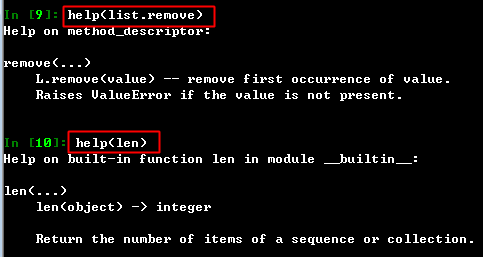 In [9]: help(list.remove)
Help on method_descriptor:
remove(...)
L.remove(value) -- remove first occurrence of value.
Raises ValueError if the value is not present.
In [10]: help(len)
Help on built-in function len in module __builtin__:
len(...)
len(object) -> integer
Return the number of items of a sequence or collection.